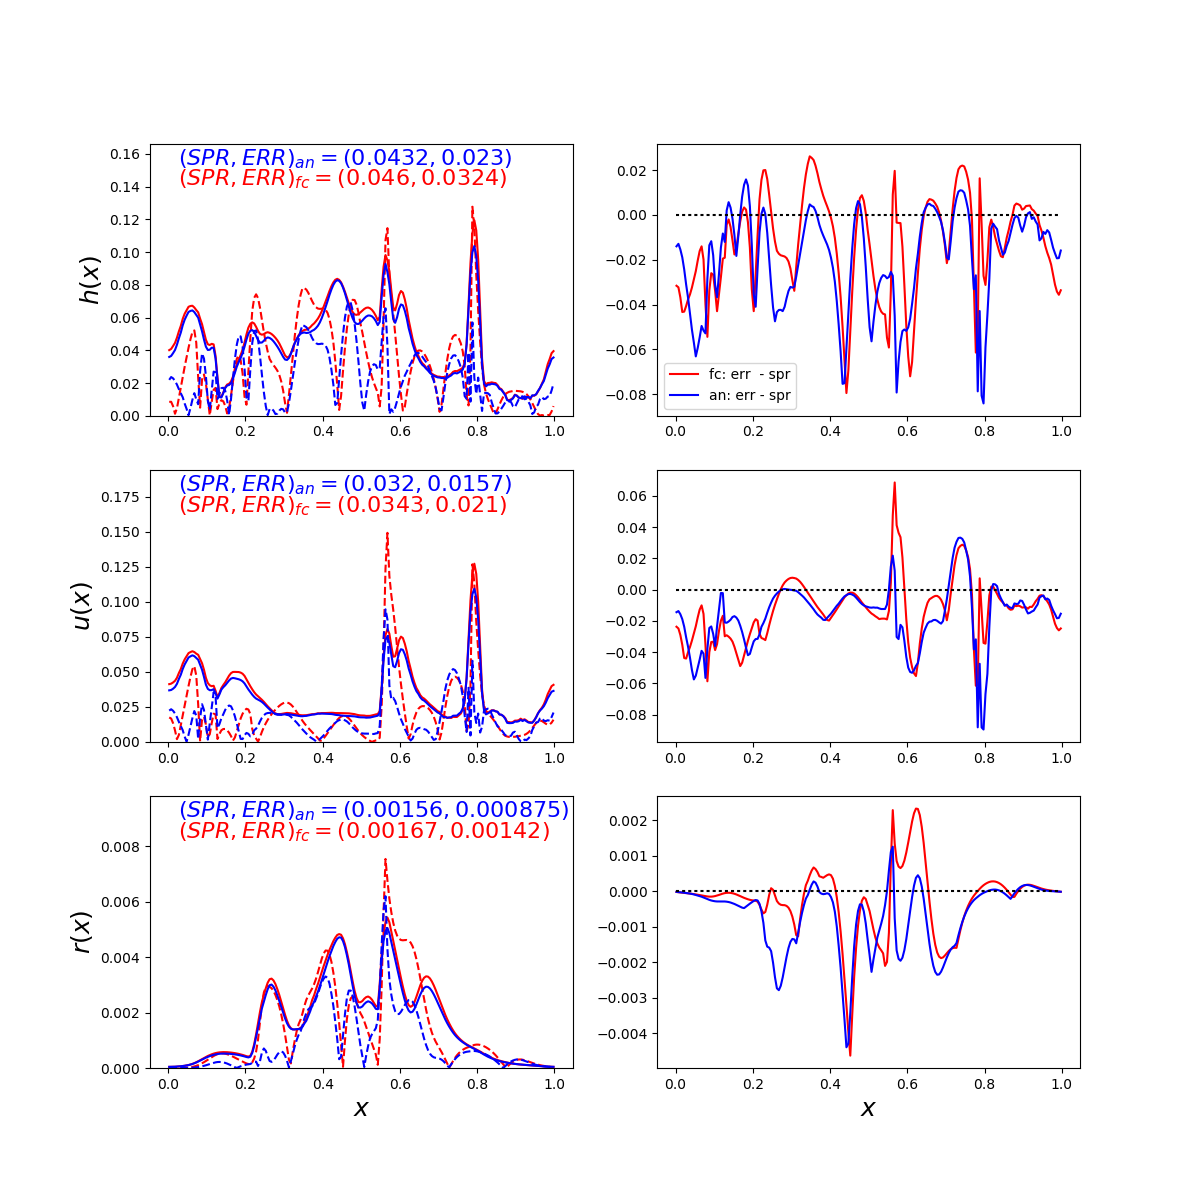 (SPR, ERR)an = (0.0432, 0.023)
(SPR, ERR)fc = (0.046, 0.0324)
h(x)
0.16
0.14
0.12
0.10
0.08
0.06
0.04
0.02
0.00
0.0 0.2 0.4 0.6 0.8 1.0
0.02
0.00
−0.02
−0.04
−0.06
−0.08
fc: err - spr
an: err - spr
0.0 0.2 0.4 0.6 0.8 1.0
(SPR, ERR)an = (0.032, 0.0157)
(SPR, ERR)fc = (0.0343, 0.021)
u(x)
0.175
0.150
0.125
0.100
0.075
0.050
0.025
0.000
0.0 0.2 0.4 0.6 0.8 1.0
0.06
0.04
0.02
0.00
−0.02
−0.04
−0.06
−0.08
0.0 0.2 0.4 0.6 0.8 1.0
(SPR, ERR)an = (0.00156, 0.000875)
(SPR, ERR)fc = (0.00167, 0.00142)
r(x)
0.008
0.006
0.004
0.002
0.000
0.0 0.2 0.4 0.6 0.8 1.0
x
0.002
0.001
0.000
−0.001
−0.002
−0.003
−0.004
0.0 0.2 0.4 0.6 0.8 1.0
x